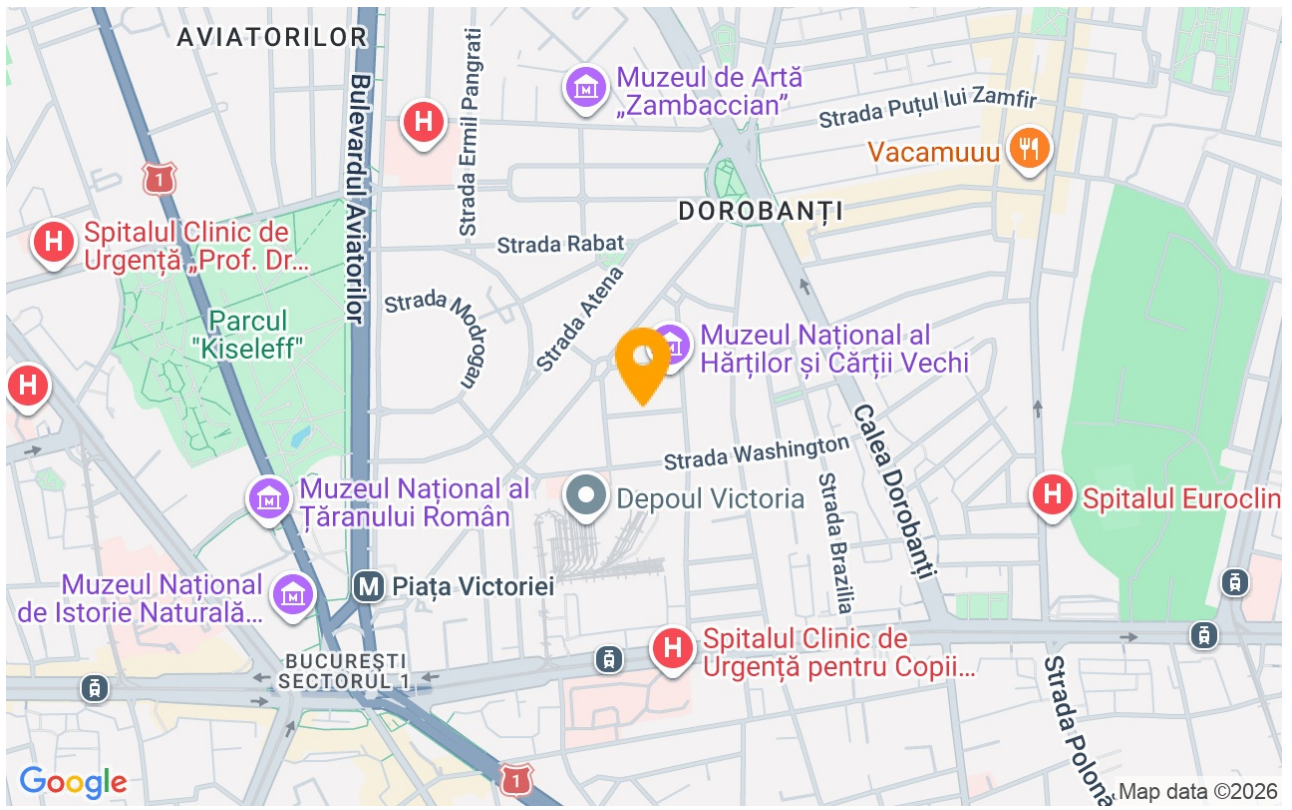 AVIATORILOR
Bulevardul Aviatorilor
Strada Ermil Pangrati
Muzeul de Artă
„Zambaccian”
Strada Puțul lui Zamfir
Vacamuuu
H
1
DOROBANȚI
H
Spitalul Clinic de
Urgență „Prof. Dr...
Strada Rabat
Strada Atena
Strada Modrogan
Parcul
"Kiseleff"
Muzeul Național al
Hărților și Cărții Vechi
H
Calea Dorobanți
Strada Washington
Strada Brazilia
Muzeul Național al
Țăranului Român
Depoul Victoria
H
Spitalul Euroclin
Muzeul Național
de Istorie Naturală...
M
Piața Victoriei
H
Spitalul Clinic de
Urgență pentru Copii...
BUCUREȘTI
SECTORUL 1
Strada Polonă
1
Google
Map data ©2026